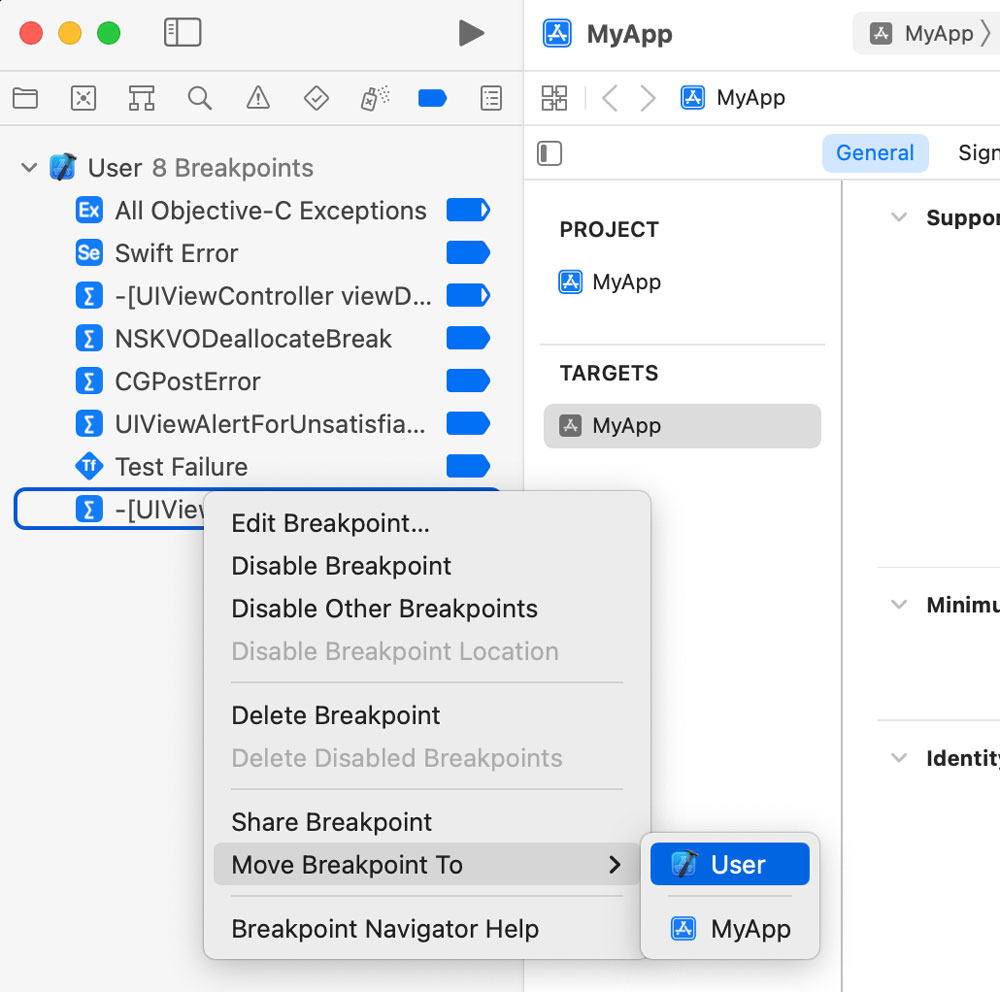 MyApp
MyApp
MyApp
User 8 Breakpoints
Ex All Objective-C Exceptions
Se Swift Error
Σ -[UIViewController viewD...
Σ NSKVODeallocateBreak
Σ CGPostError
Σ UIViewAlertForUnsatisfia...
Tf Test Failure
Σ -[UIView
Edit Breakpoint...
Disable Breakpoint
Disable Other Breakpoints
Disable Breakpoint Location
Delete Breakpoint
Delete Disabled Breakpoints
Share Breakpoint
Move Breakpoint To
Breakpoint Navigator Help
User
MyApp
General Sign
PROJECT
MyApp
TARGETS
MyApp
Suppor
Minimu
Identity